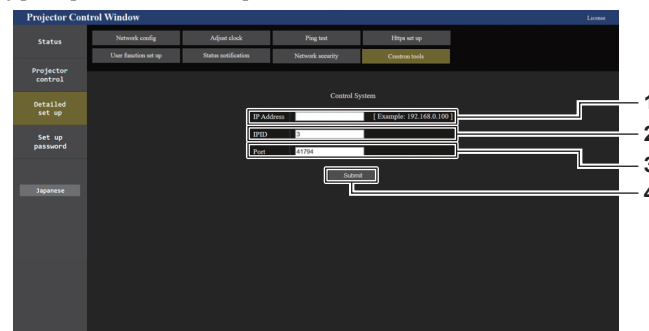 Projector Control Window
License
Status
Network config
Adjust clock
Ping test
Https set up
User function set up
Status notification
Network security
Crestron tools
Projector
control
Detailed
set up
Set up
password
Japanese
Control System
IP Address [ Example: 192.168.0.100 ]
1
IPID 3
2
Port 41794
3
Submit
4